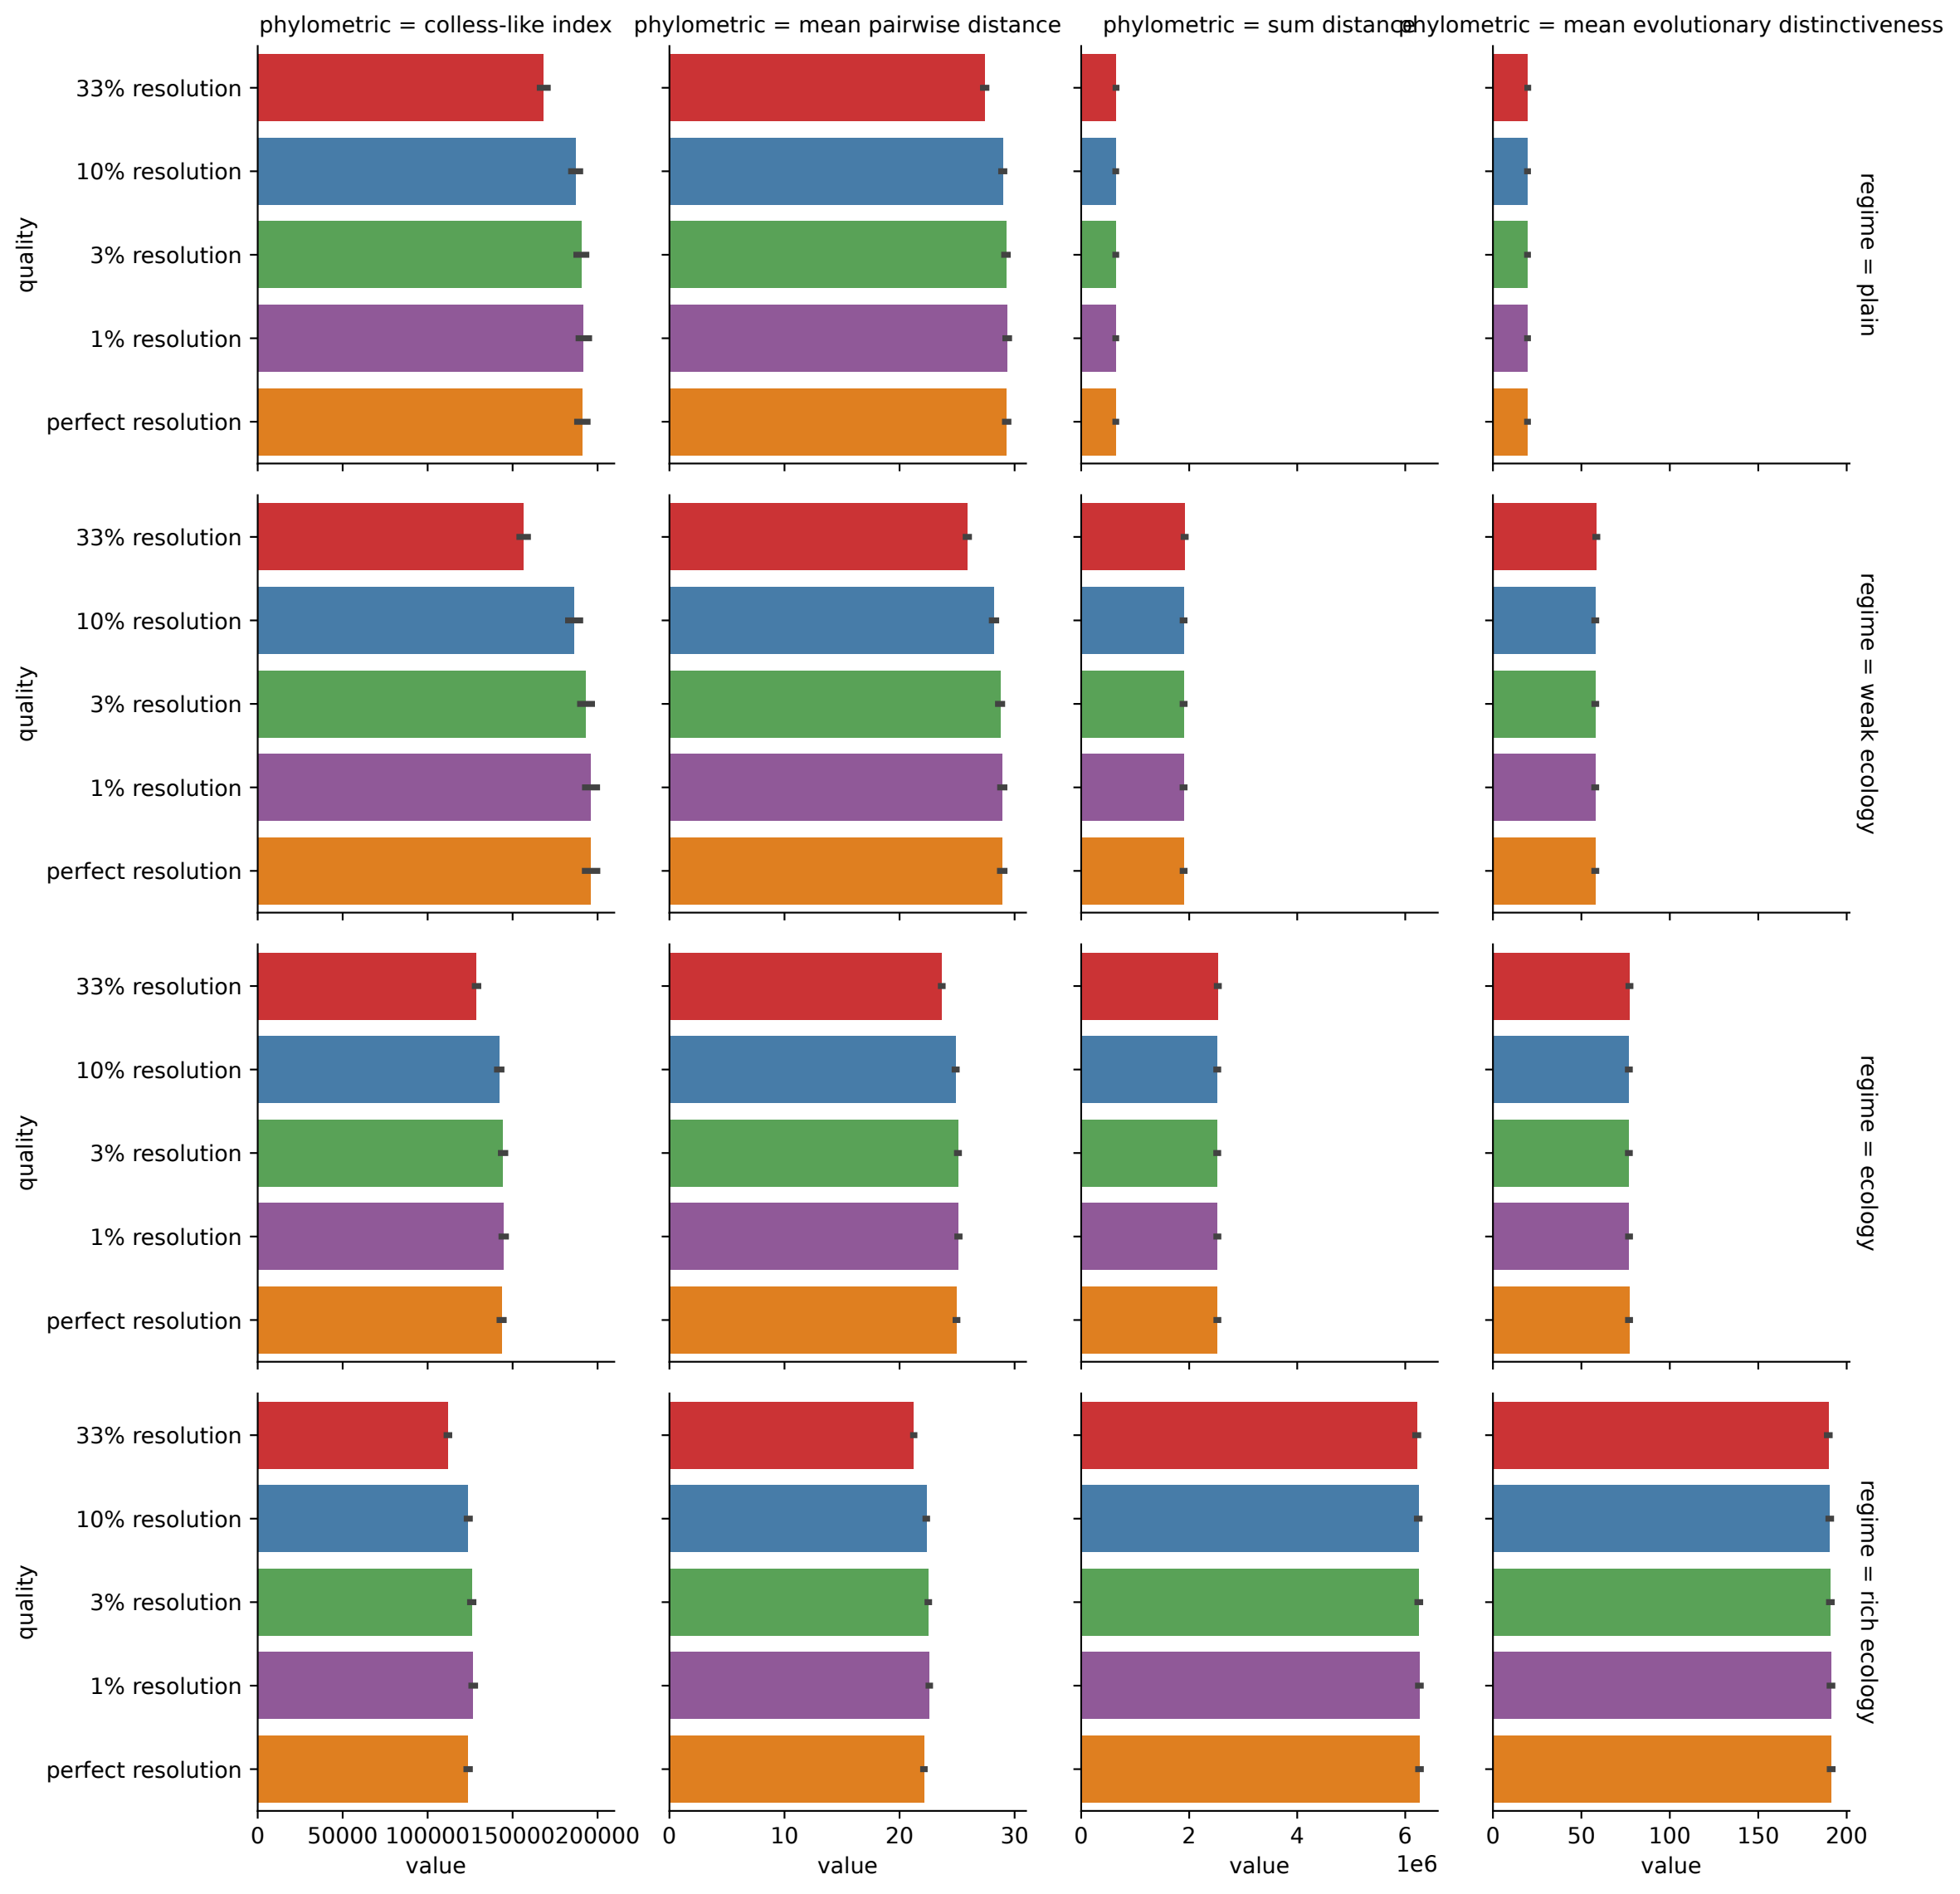 phylometric = colless-like index
phylometric = mean pairwise distance
phylometric = sum distance
phylometric = mean evolutionary distinctiveness
quality
33% resolution
10% resolution
3% resolution
1% resolution
perfect resolution
regime = plain
quality
33% resolution
10% resolution
3% resolution
1% resolution
perfect resolution
regime = weak ecology
quality
33% resolution
10% resolution
3% resolution
1% resolution
perfect resolution
regime = ecology
quality
33% resolution
10% resolution
3% resolution
1% resolution
perfect resolution
regime = rich ecology
0 50000 100000 150000 200000
value
0 10 20 30
value
0 2 4 6
1e6
value
0 50 100 150 200
value